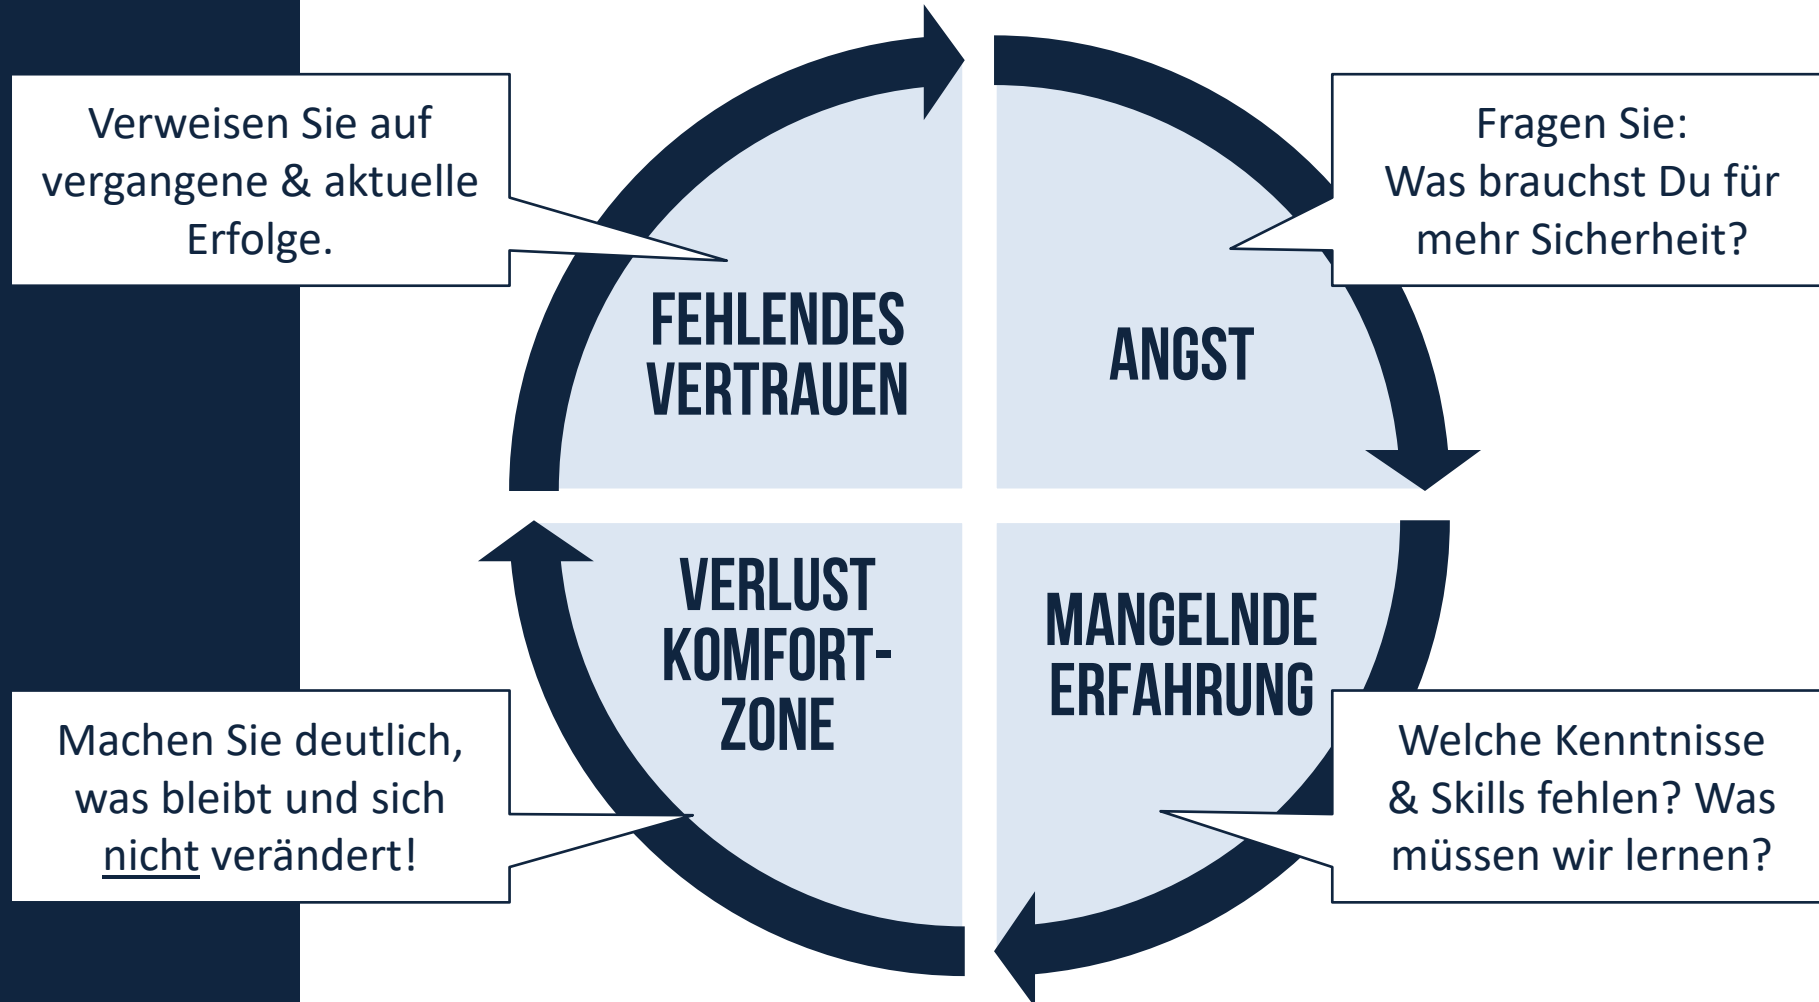 Verweisen Sie auf
vergangene & aktuelle
Erfolge.
Fragen Sie:
Was brauchst Du für
mehr Sicherheit?
FEHLENDES
VERTRAUEN
ANGST
VERLUST
KOMFORT-
ZONE
MANGELNDE
ERFAHRUNG
Machen Sie deutlich,
was bleibt und sich
nicht verändert!
Welche Kenntnisse
& Skills fehlen? Was
müssen wir lernen?